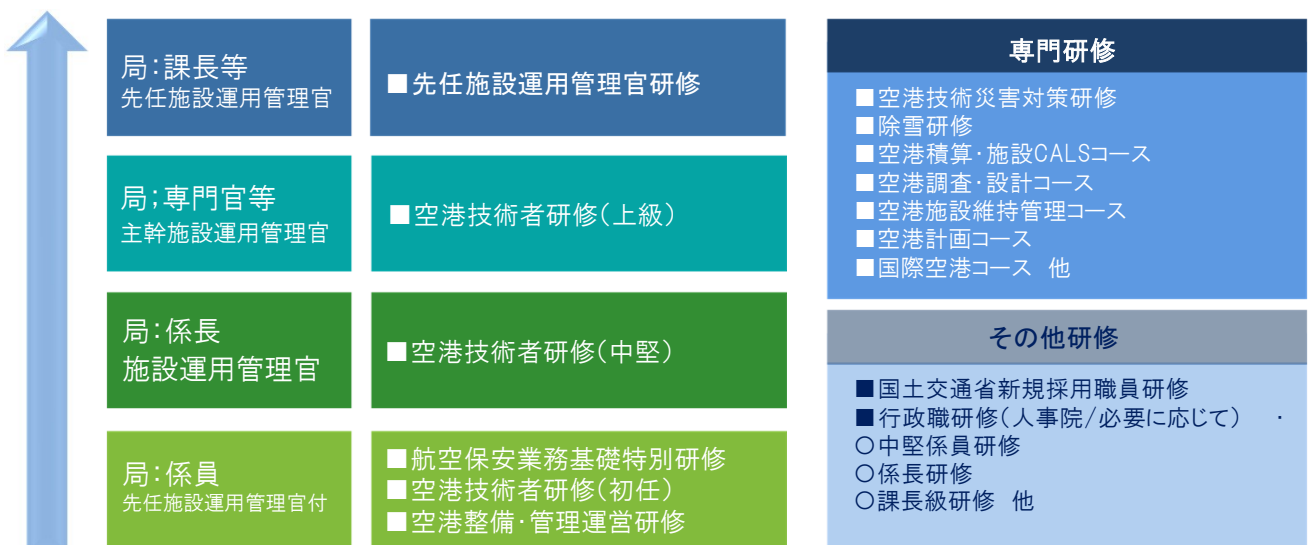 局:課長等
先任施設運用管理官
■先任施設運用管理官研修
局;専門官等
主幹施設運用管理官
■空港技術者研修(上級)
局:係長
施設運用管理官
■空港技術者研修(中堅)
局:係員
先任施設運用管理官付
■航空保安業務基礎特別研修
■空港技術者研修(初任)
■空港整備・管理運営研修
専門研修
■空港技術災害対策研修
■除雪研修
■空港積算・施設CALSコース
■空港調査・設計コース
■空港施設維持管理コース
■空港計画コース
■国際空港コース 他
その他研修
■国土交通省新規採用職員研修
■行政職研修(人事院/必要に応じて) ・
○中堅係員研修
○係長研修
○課長級研修 他